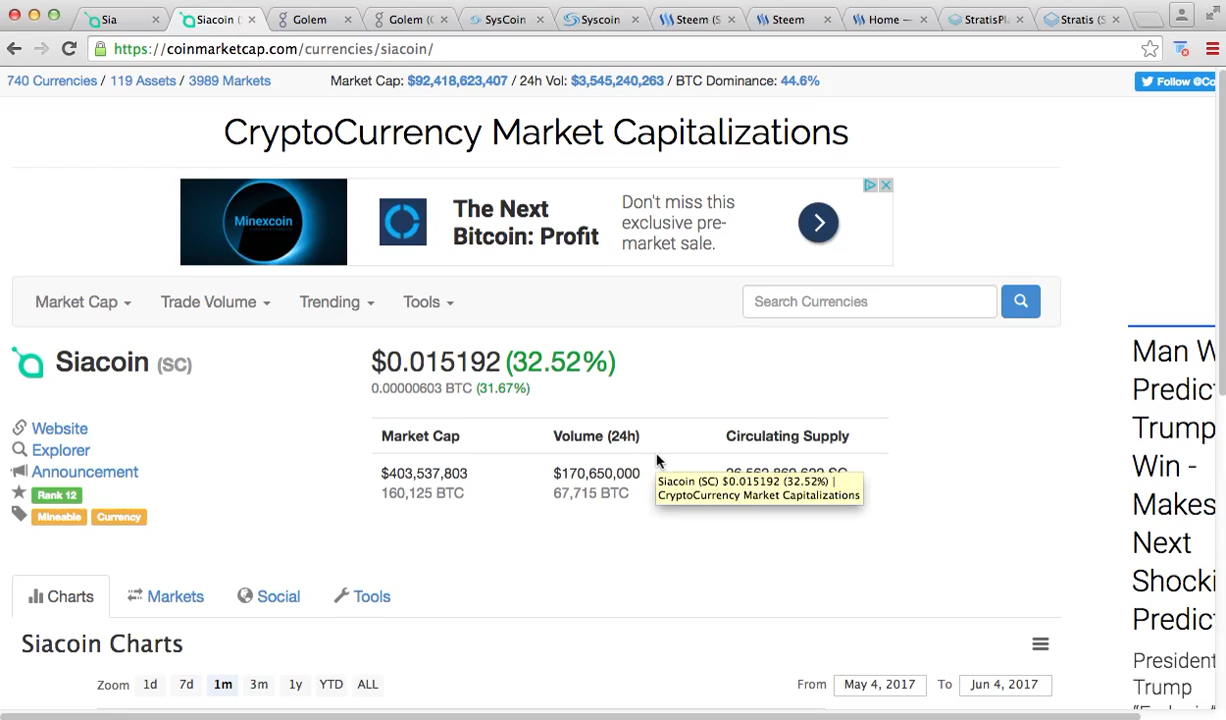 Sia
Siacoin (
Golem
Golem (
SysCoin
Syscoin
Steem (S
Steem
Home —
StratisPl
Stratis (S
https://coinmarketcap.com/currencies/siacoin/
740 Currencies / 119 Assets / 3989 Markets
Market Cap: $92,418,623,407 / 24h Vol: $3,545,240,263 / BTC Dominance: 44.6%
Follow @Co
CryptoCurrency Market Capitalizations
Minexcoin
The Next
Bitcoin: Profit
Don't miss this
exclusive pre-
market sale.
Market Cap
Trade Volume
Trending
Tools
Search Currencies
Siacoin (SC)
$0.015192 (32.52%)
0.00000603 BTC (31.67%)
Website
Explorer
Announcement
Rank 12
Mineable
Currency
Market Cap
Volume (24h)
Circulating Supply
$403,537,803
$170,650,000
160,125 BTC
67,715 BTC
Siacoin (SC) $0.015192 (32.52%) |
CryptoCurrency Market Capitalizations
Man W
Predic
Trump
Win -
Makes
Next
Shocki
Predic
President
Trump
Charts
Markets
Social
Tools
Siacoin Charts
Zoom 1d 7d 1m 3m 1y YTD ALL
From May 4, 2017 To Jun 4, 2017